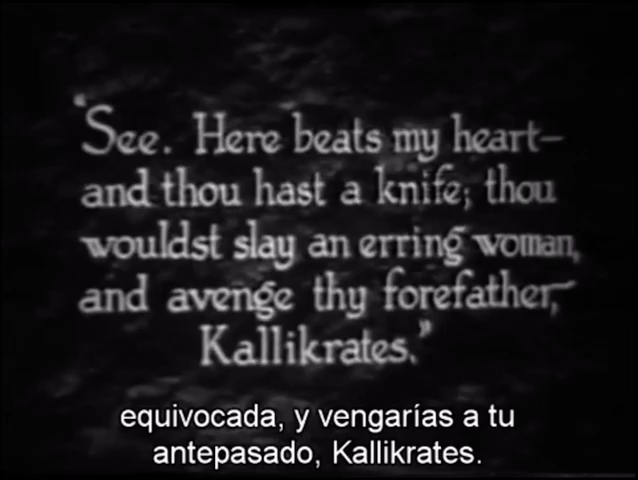 "See. Here beats my heart—
and thou hast a knife; thou
wouldst slay an erring woman,
and avenge thy forefather,
Kallikrates."
equivocada, y vengarías a tu
antepasado, Kallikrates.